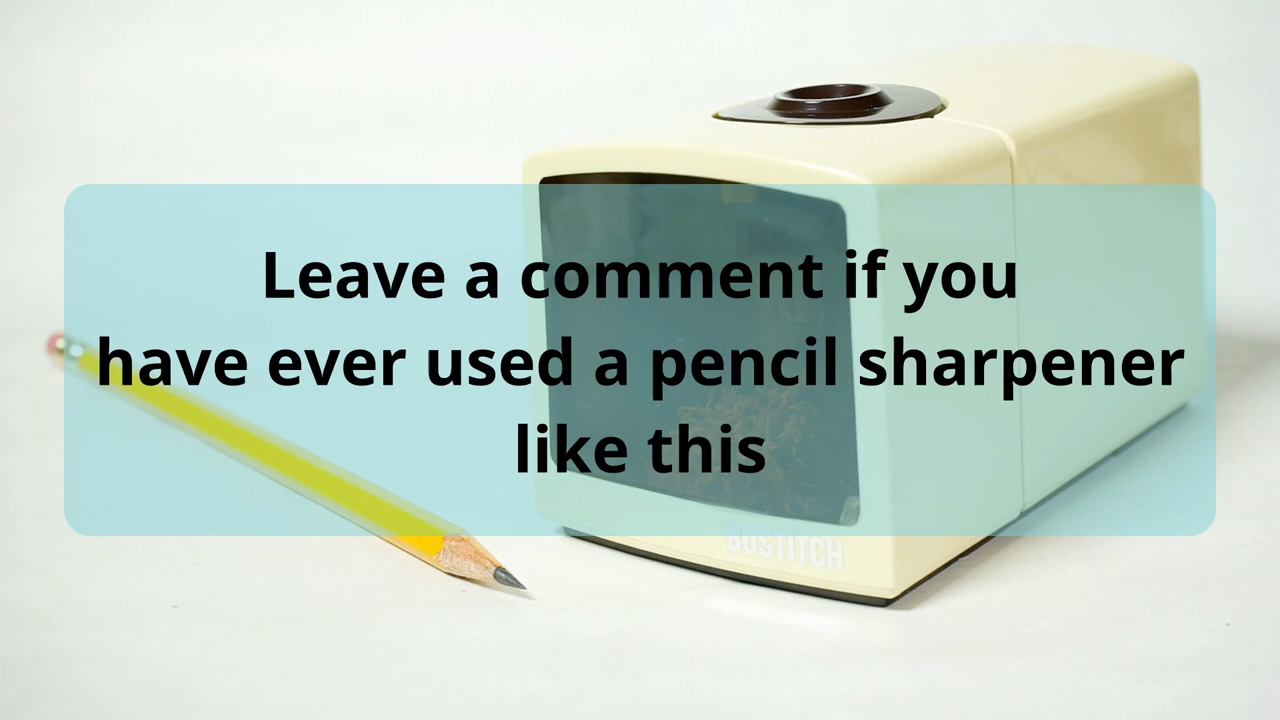 Leave a comment if you
have ever used a pencil sharpener
like this
BOSTITCH